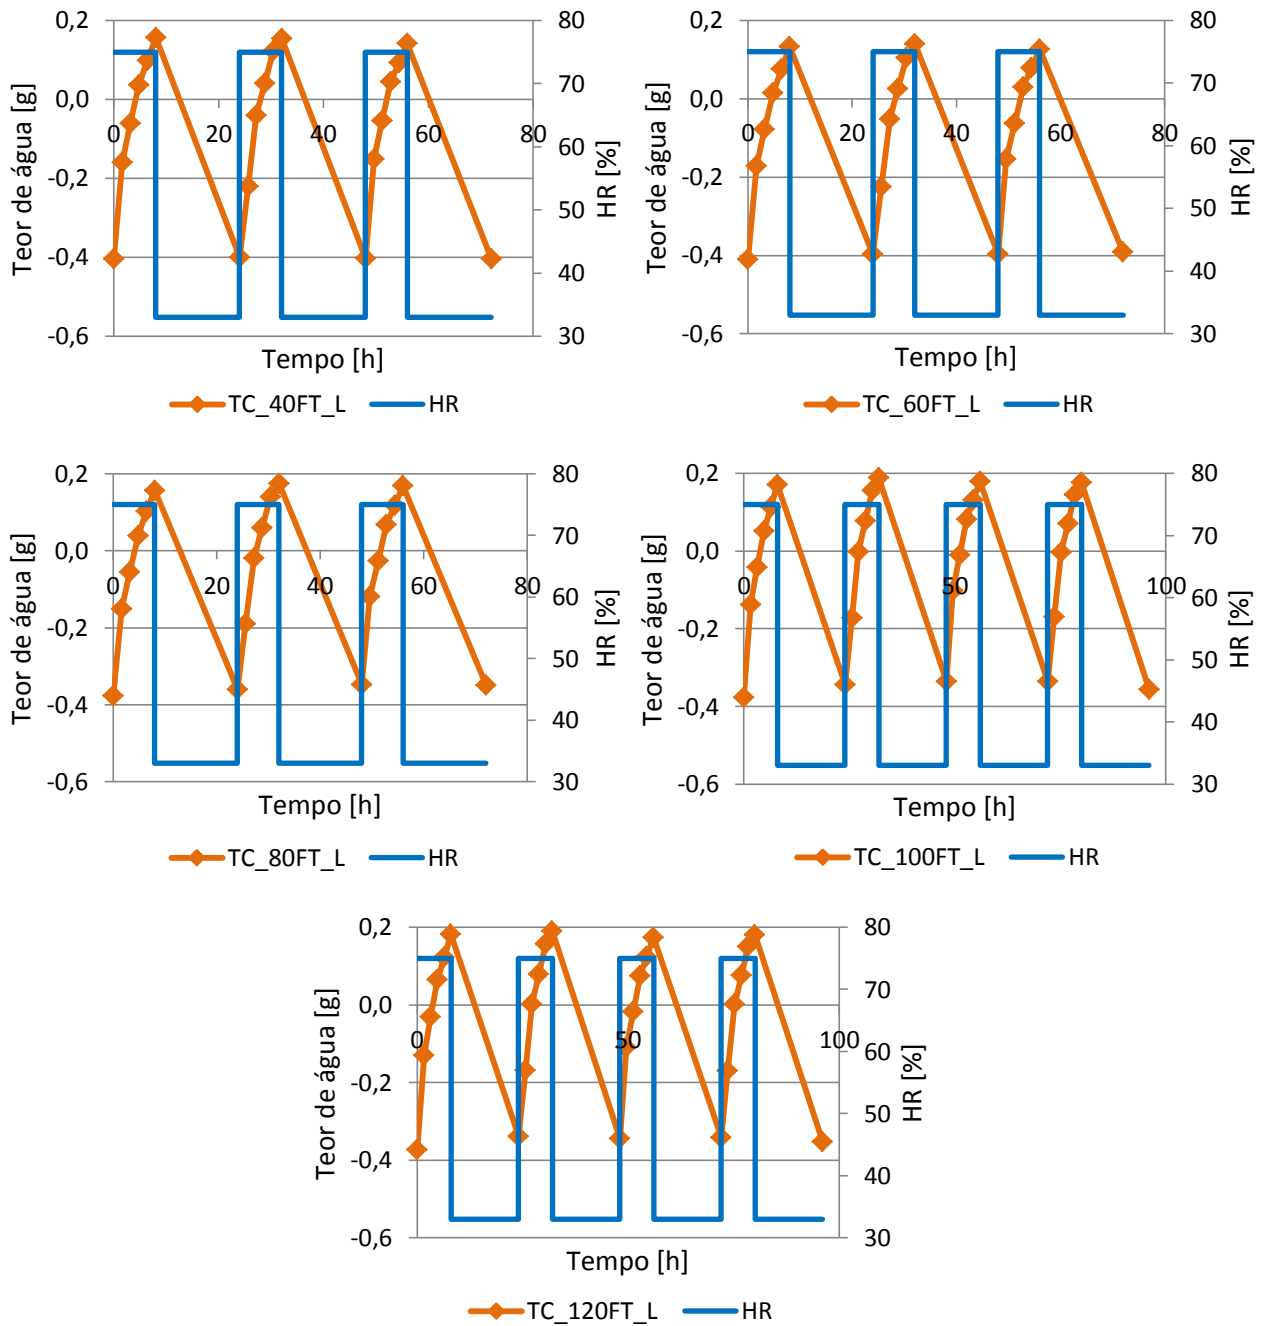 0,2
0,0
-0,2
-0,4
-0,6
Teor de água [g]
0 20 40 60 80
80
70
60
50
40
30
HR [%]
Tempo [h]
TC_40FT_L HR
0,2
0,0
-0,2
-0,4
-0,6
Teor de água [g]
0 20 40 60 80
80
70
60
50
40
30
HR [%]
Tempo [h]
TC_60FT_L HR
0,2
0,0
-0,2
-0,4
-0,6
Teor de água [g]
0 20 40 60 80
80
70
60
50
40
30
HR [%]
Tempo [h]
TC_80FT_L HR
0,2
0,0
-0,2
-0,4
-0,6
Teor de água [g]
0 50 100
80
70
60
50
40
30
HR [%]
Tempo [h]
TC_100FT_L HR
0,2
0,0
-0,2
-0,4
-0,6
Teor de água [g]
0 50 100
80
70
60
50
40
30
HR [%]
Tempo [h]
TC_120FT_L HR